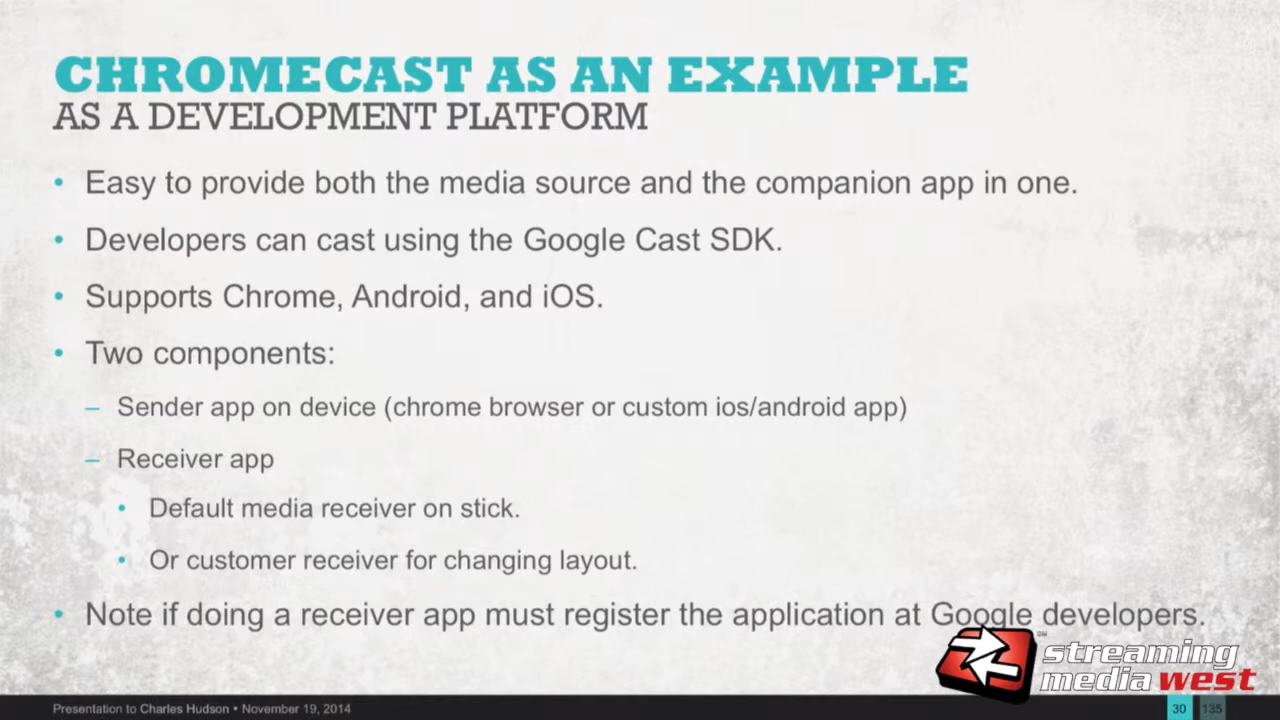 CHROMECAST AS AN EXAMPLE
AS A DEVELOPMENT PLATFORM
• Easy to provide both the media source and the companion app in one.
• Developers can cast using the Google Cast SDK.
• Supports Chrome, Android, and iOS.
• Two components:
– Sender app on device (chrome browser or custom ios/android app)
– Receiver app
• Default media receiver on stick.
• Or customer receiver for changing layout.
• Note if doing a receiver app must register the application at Google developers.
streaming
media west
Presentation to Charles Hudson • November 19, 2014
30 135